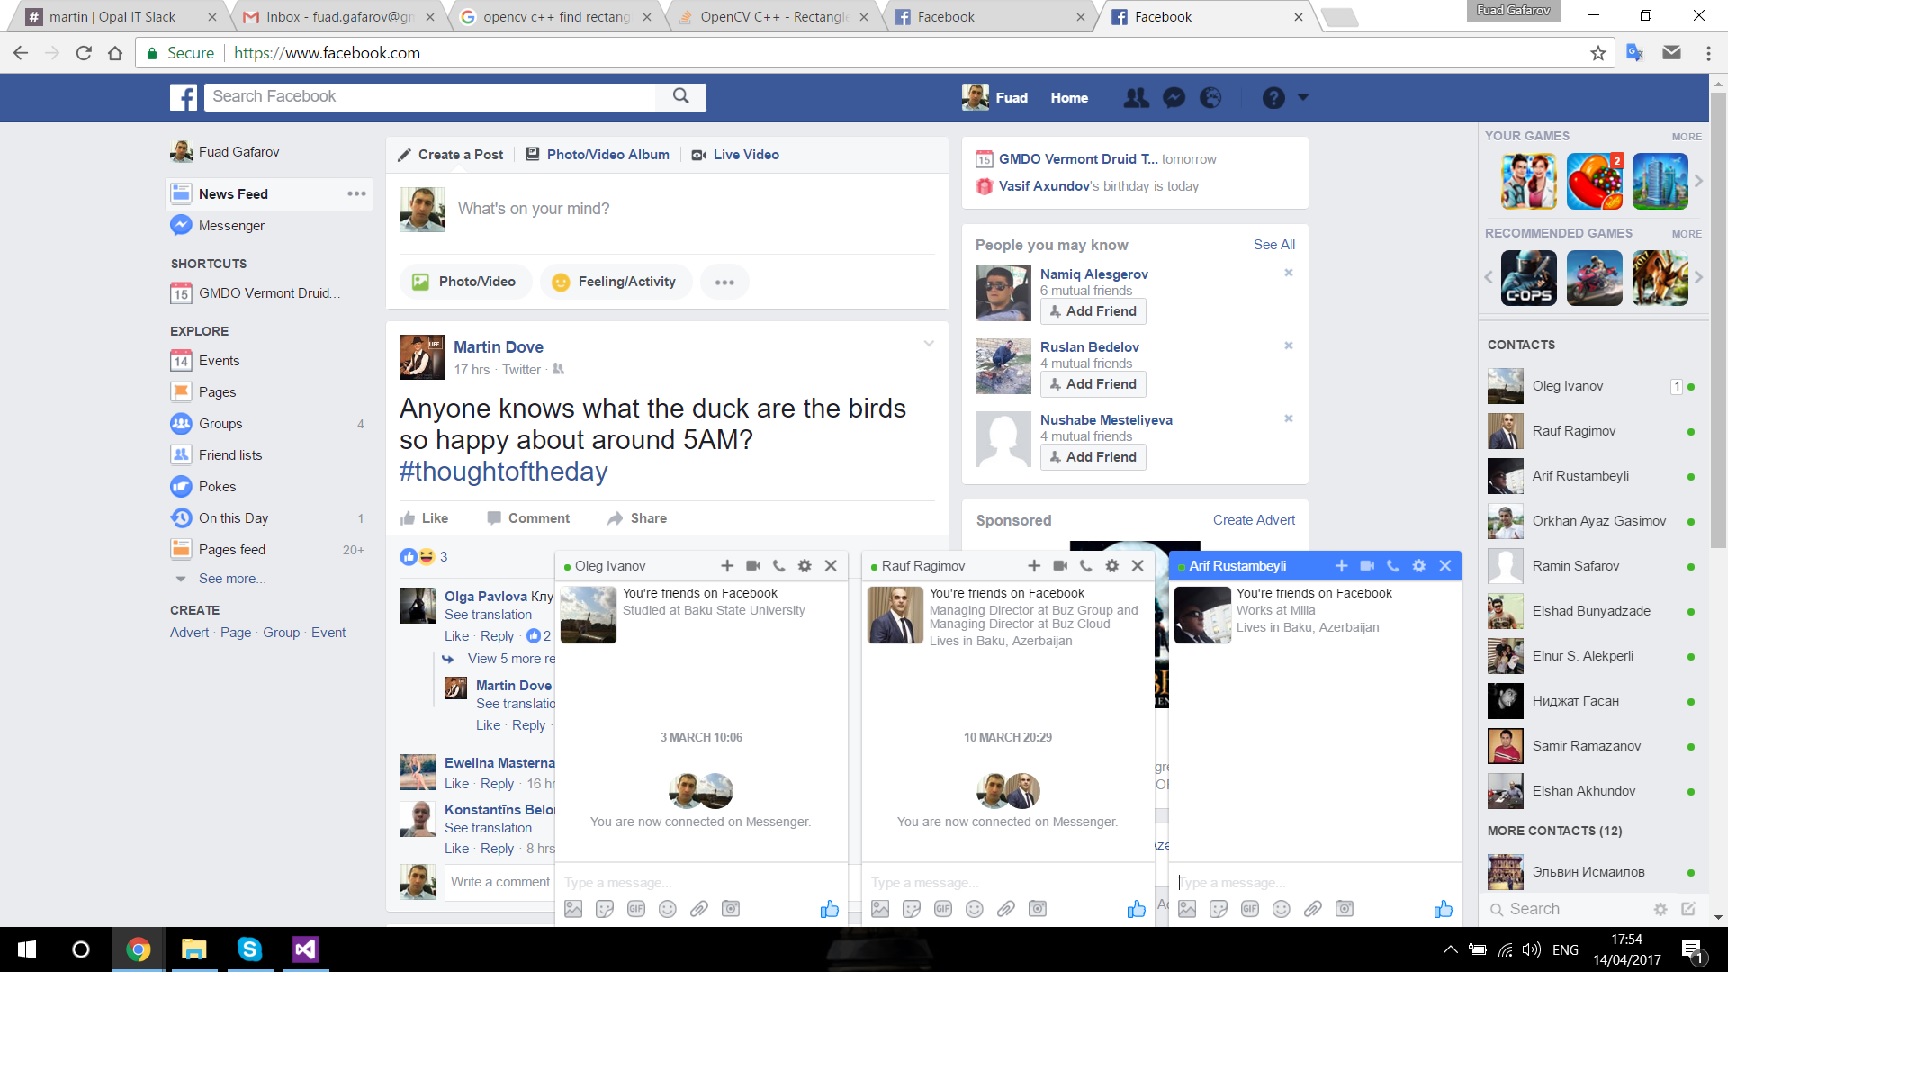 martin | Opal IT Slack
Inbox - fuad.gafarov@gm
opencv c++ find rectang
OpenCV C++ - Rectangle
Facebook
Facebook
Fuad Gafarov
Secure
https://www.facebook.com
Search Facebook
Fuad
Home
Fuad Gafarov
News Feed
Messenger
SHORTCUTS
15 GMDO Vermont Druid...
EXPLORE
14 Events
Pages
Groups 4
Friend lists
Pokes
On this Day 1
Pages feed 20+
See more...
CREATE
Advert · Page · Group · Event
Create a Post
Photo/Video Album
Live Video
What's on your mind?
Photo/Video
Feeling/Activity
Martin Dove
17 hrs · Twitter ·
Anyone knows what the duck are the birds
so happy about around 5AM?
#thoughtoftheday
Like
Comment
Share
3
Olga Pavlova Клу
See translation
Like · Reply · 2
View 5 more re
Martin Dove
See translatio
Like · Reply ·
Ewelina Masterna
Like · Reply · 16 hr
Konstantīns Belo
See translation
Like · Reply · 8 hrs
Write a comment
15 GMDO Vermont Druid T... tomorrow
Vasif Axundov's birthday is today
People you may know
See All
Namiq Alesgerov
6 mutual friends
Add Friend
Ruslan Bedelov
4 mutual friends
Add Friend
Nushabe Mesteliyeva
4 mutual friends
Add Friend
Sponsored
Create Advert
Oleg Ivanov
You're friends on Facebook
Studied at Baku State University
3 MARCH 10:06
You are now connected on Messenger.
Type a message...
GIF
Rauf Ragimov
You're friends on Facebook
Managing Director at Buz Group and
Managing Director at Buz Cloud
Lives in Baku, Azerbaijan
10 MARCH 20:29
You are now connected on Messenger.
Type a message...
GIF
Arif Rustambeyli
You're friends on Facebook
Works at Milla
Lives in Baku, Azerbaijan
Type a message...
GIF
YOUR GAMES
MORE
2
RECOMMENDED GAMES
MORE
C-OPS
CONTACTS
Oleg Ivanov 1
Rauf Ragimov
Arif Rustambeyli
Orkhan Ayaz Gasimov
Ramin Safarov
Elshad Bunyadzade
Elnur S. Alekperli
Ниджат Гасан
Samir Ramazanov
Elshan Akhundov
MORE CONTACTS (12)
Эльвин Исмаилов
Search
ENG
17:54
14/04/2017
1